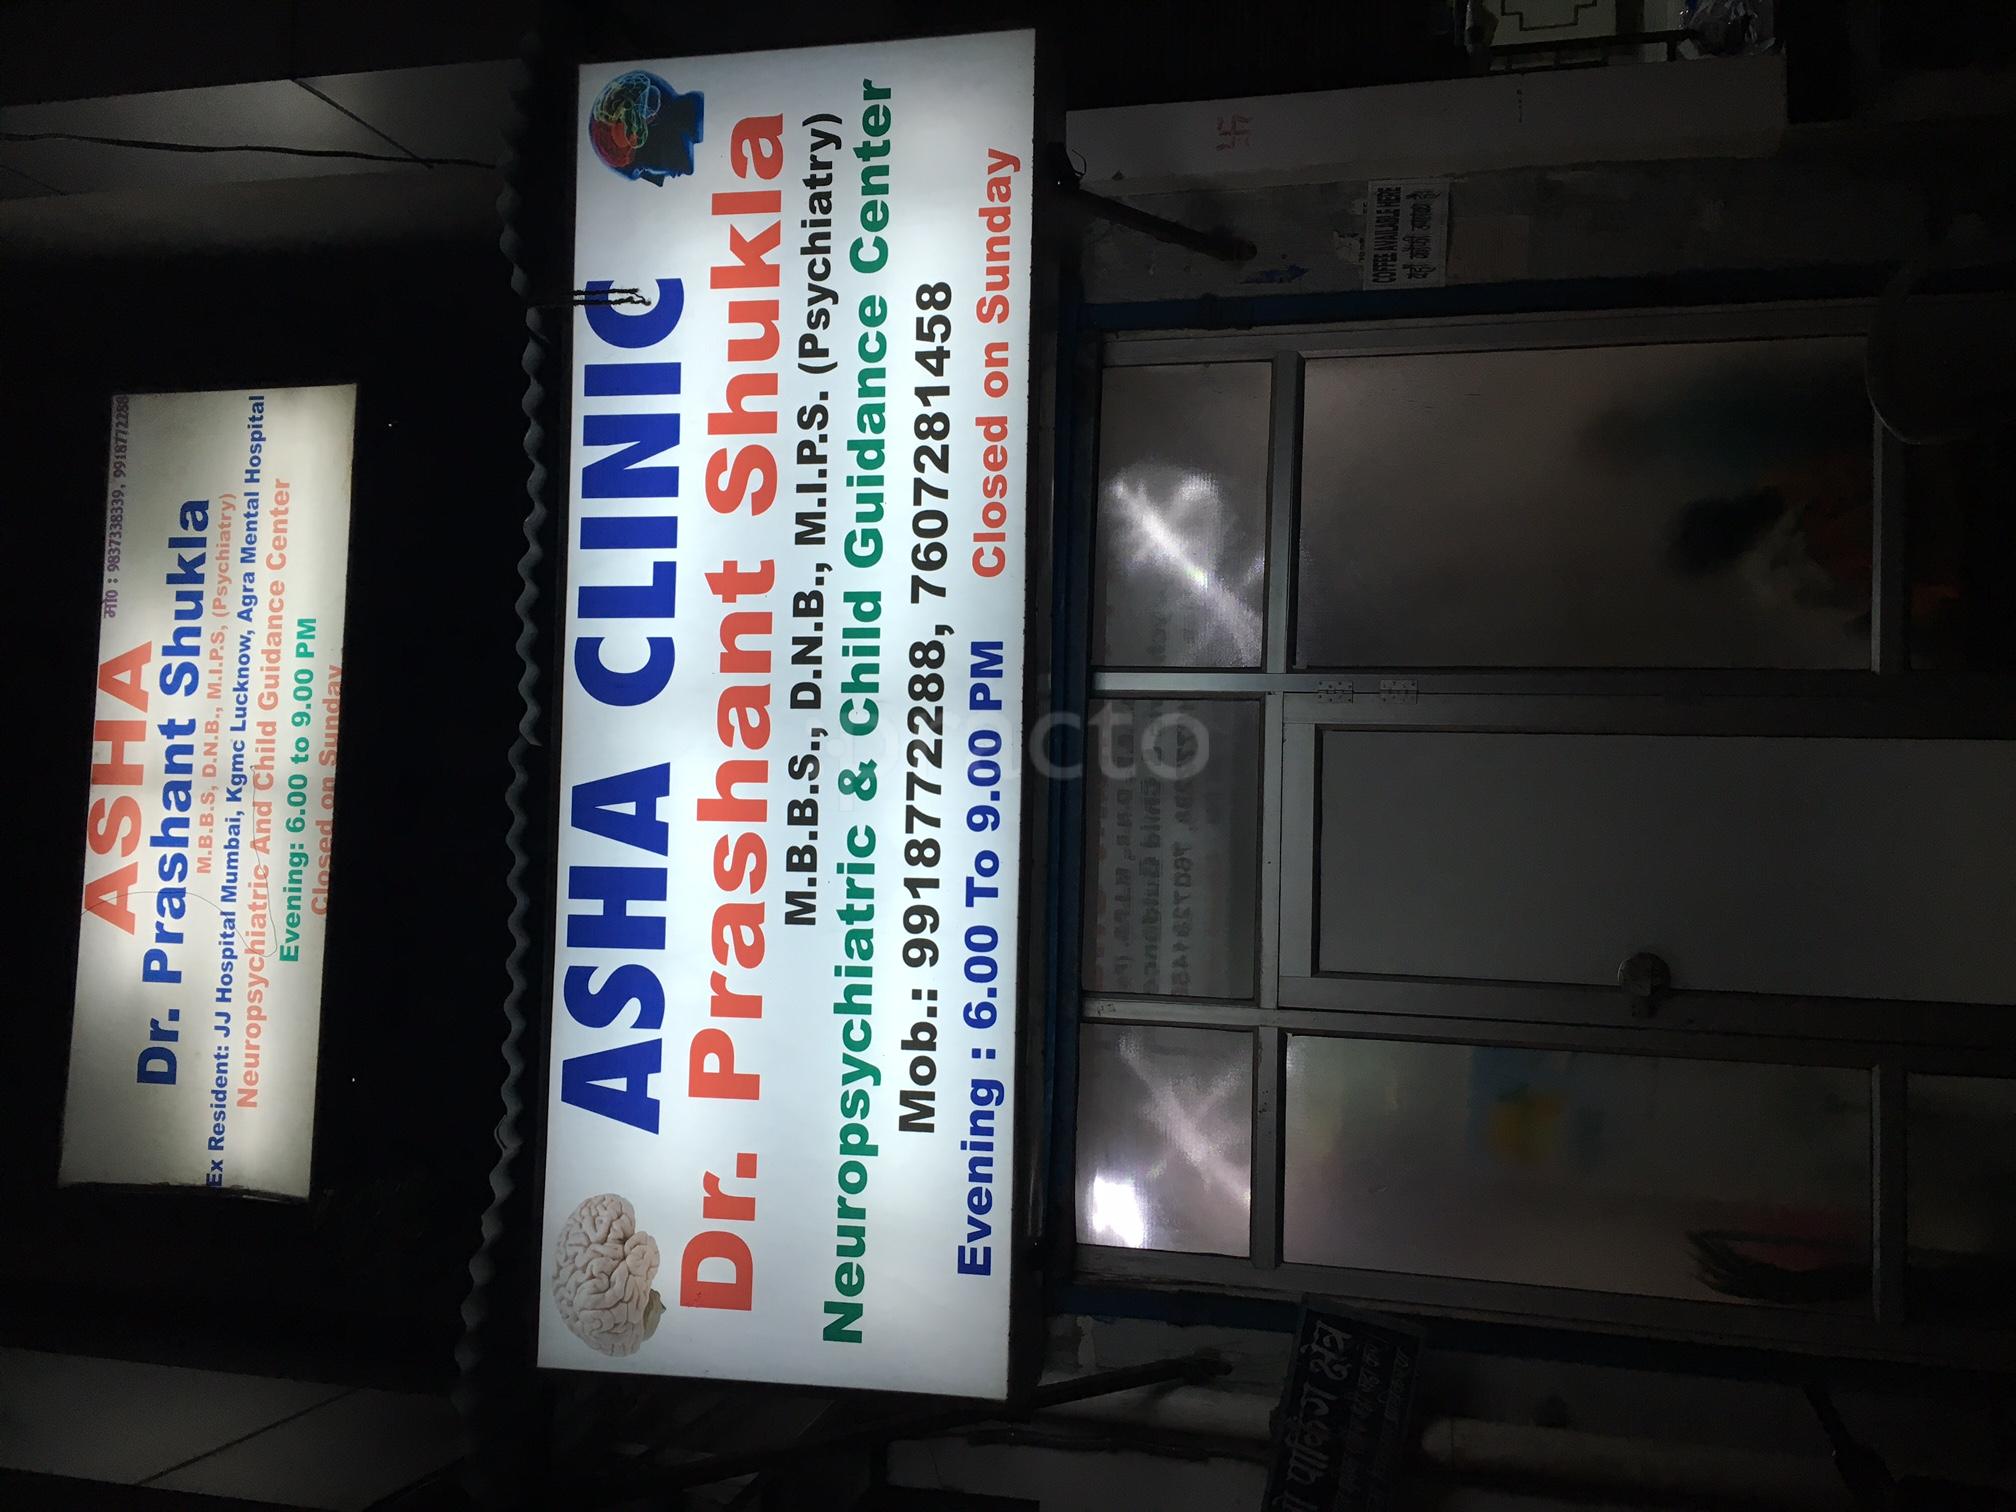 मो० : 9837338339, 9918772288
ASHA
Dr. Prashant Shukla
M.B.B.S, D.N.B., M.I.P.S, (Psychiatry)
Ex Resident: JJ Hospital Mumbai, Kgmc Lucknow, Agra Mental Hospital
Neuropsychiatric And Child Guidance Center
Evening: 6.00 to 9.00 PM
Closed on Sunday
ASHA CLINIC
Dr. Prashant Shukla
M.B.B.S., D.N.B., M.I.P.S. (Psychiatry)
Neuropsychiatric & Child Guidance Center
Mob.: 9918772288, 7607281458
Evening : 6.00 To 9.00 PM Closed on Sunday
practo
COFFEE AVAILABLE HERE
पार्किंग क्षेत्र